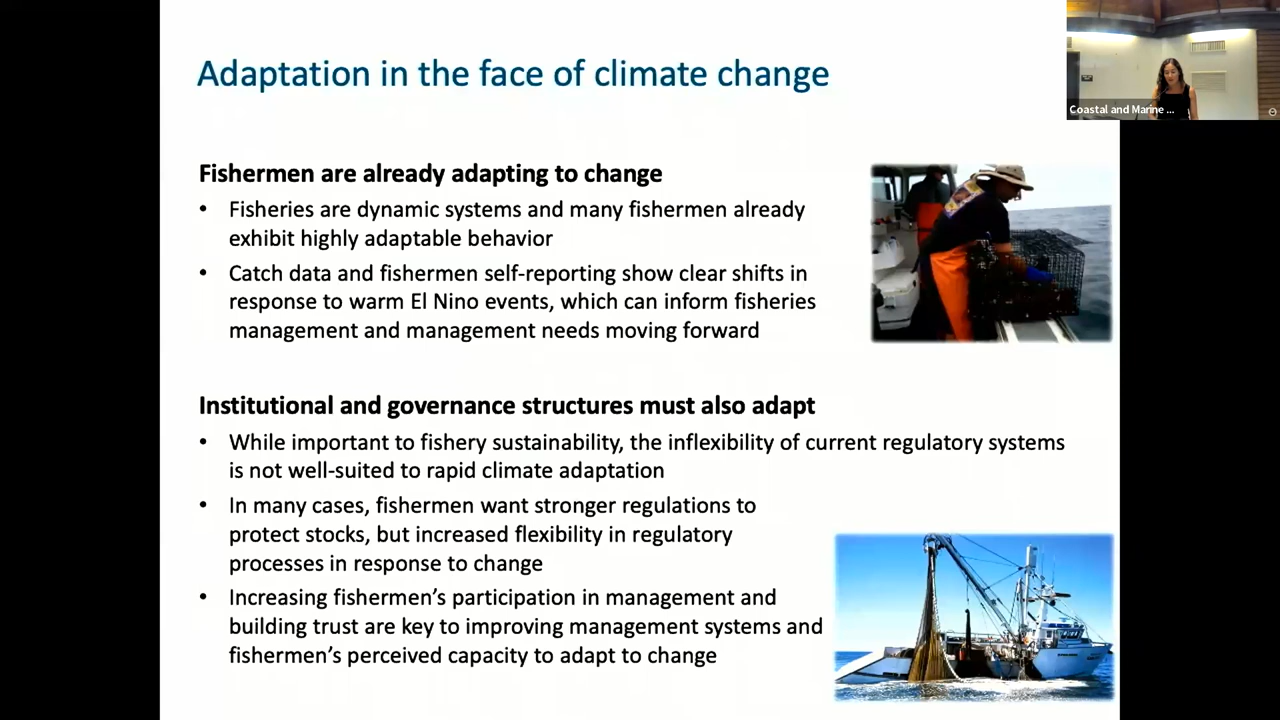 Adaptation in the face of climate change
Coastal and Marine ...
Fishermen are already adapting to change
• Fisheries are dynamic systems and many fishermen already
exhibit highly adaptable behavior
• Catch data and fishermen self-reporting show clear shifts in
response to warm El Nino events, which can inform fisheries
management and management needs moving forward
Institutional and governance structures must also adapt
• While important to fishery sustainability, the inflexibility of current regulatory systems
is not well-suited to rapid climate adaptation
• In many cases, fishermen want stronger regulations to
protect stocks, but increased flexibility in regulatory
processes in response to change
• Increasing fishermen’s participation in management and
building trust are key to improving management systems and
fishermen’s perceived capacity to adapt to change